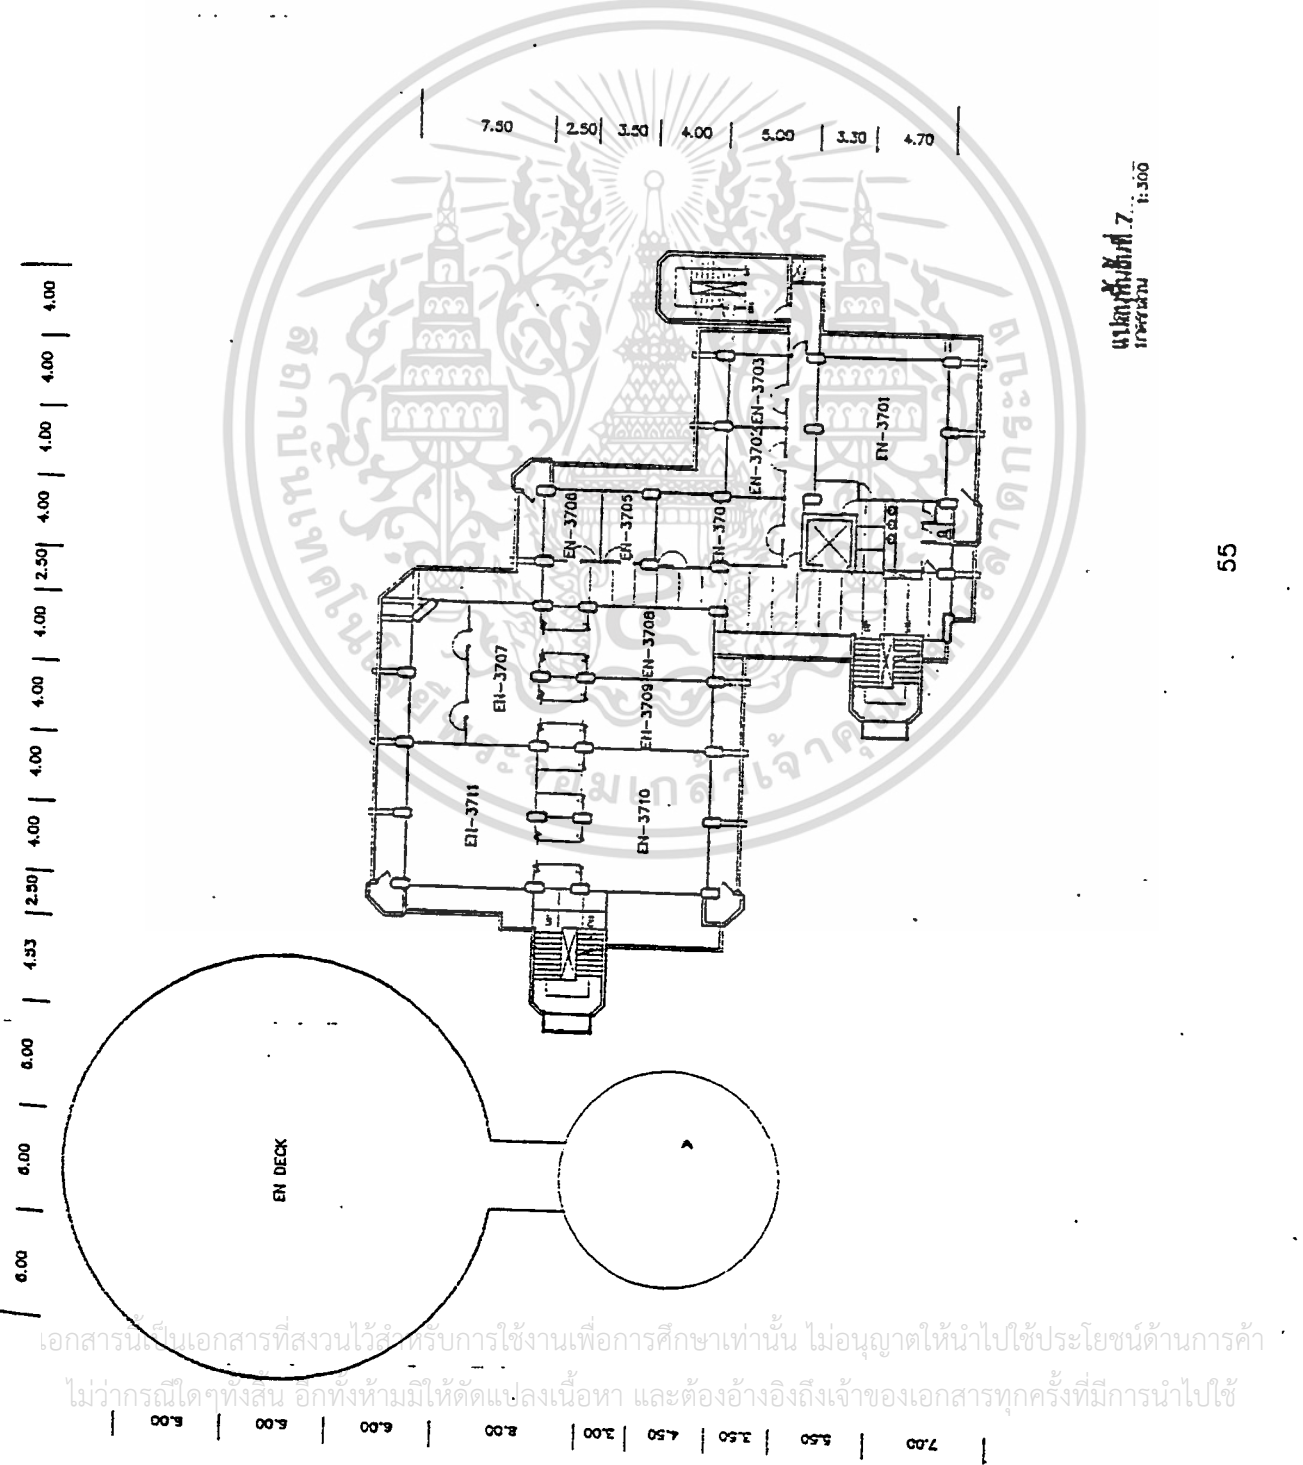 7.50 2.50 3.50 4.00 5.00 3.30 4.70
1:300
4.00
4.00
4.00
4.00
2.50
4.00
4.00
4.00
4.00
2.50
4.53
6.00
6.00
6.00
EN-3703
EN-3701
EN-3702
EN-3706
EN-3705
EN-370
EN-3708
EN-3707
EN-3709
EN-3711
EN-3710
EN DECK
A
55
เอกสารนี้เป็นเอกสารที่สงวนไว้สำหรับการใช้งานเพื่อการศึกษาเท่านั้น ไม่อนุญาตให้นำไปใช้ประโยชน์ด้านการค้า
ไม่ว่ากรณีใดๆทั้งสิ้น อีกทั้งห้ามมิให้ดัดแปลงเนื้อหา และต้องอ้างอิงถึงเจ้าของเอกสารทุกครั้งที่มีการนำไปใช้
6.00 8.00 3.00 4.50 3.50 5.50 7.00